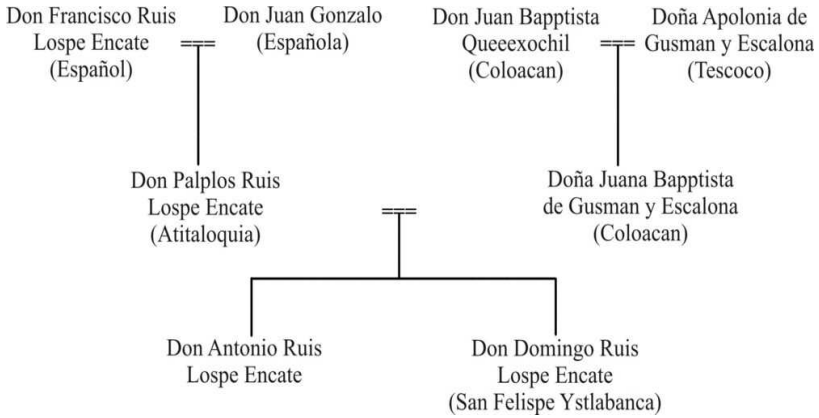 Don Francisco Ruis
Lospe Encate
(Español)
Don Juan Gonzalo
(Española)
Don Juan Bapptista
Queeexochil
(Coloacan)
Doña Apolonia de
Gusman y Escalona
(Tescoco)
Don Palplos Ruis
Lospe Encate
(Atitaloquia)
Doña Juana Bapptista
de Gusman y Escalona
(Coloacan)
Don Antonio Ruis
Lospe Encate
Don Domingo Ruis
Lospe Encate
(San Felispe Ystlabanca)